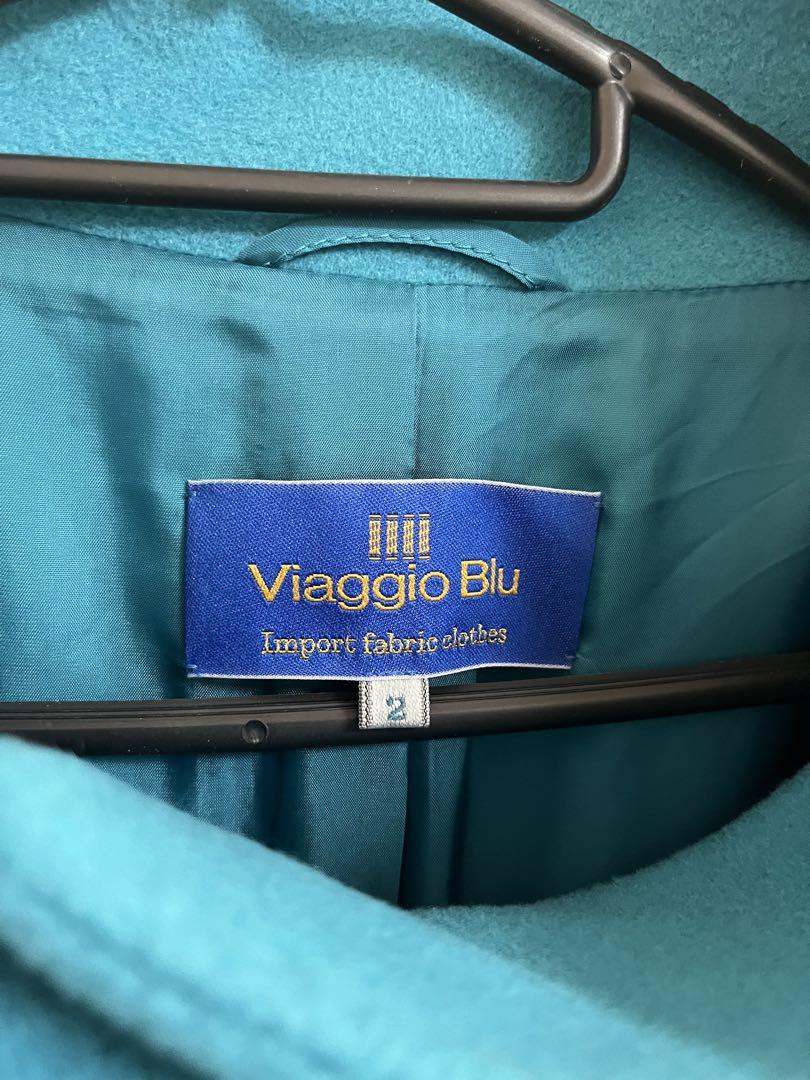 Viaggio Blu
Import fabric clothes
2